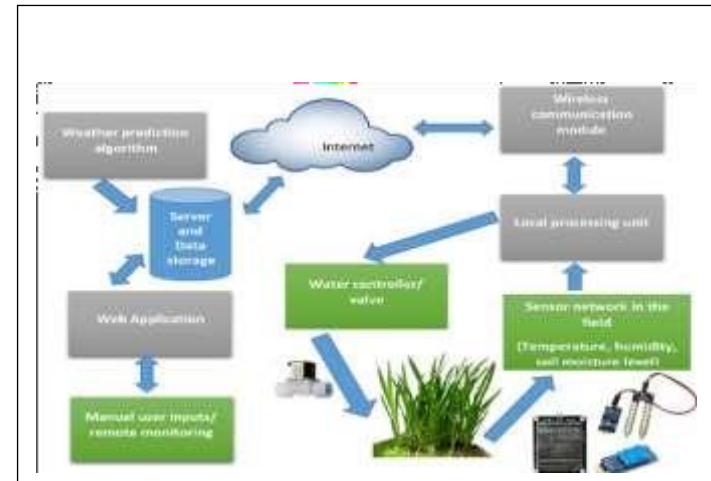 Weather prediction
algorithm
Internet
Wireless
communication
module
Server
and
Data
storage
Local processing unit
Water controller/
valve
Web Application
Sensor network in the
field
(Temperature, humidity,
soil moisture level)
Manual user inputs/
remote monitoring